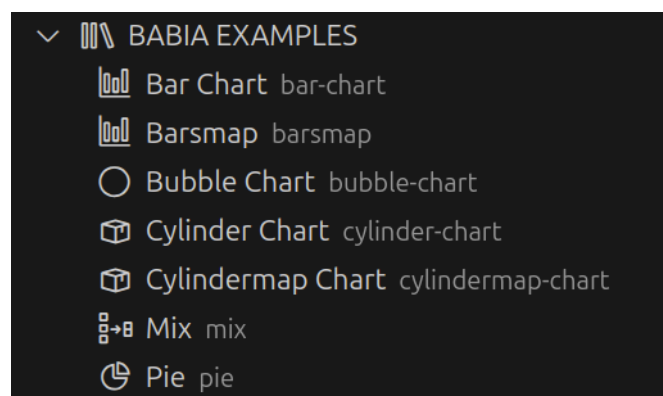 BABIA EXAMPLES
Bar Chart bar-chart
Barsmap barsmap
Bubble Chart bubble-chart
Cylinder Chart cylinder-chart
Cylindermap Chart cylindermap-chart
Mix mix
Pie pie